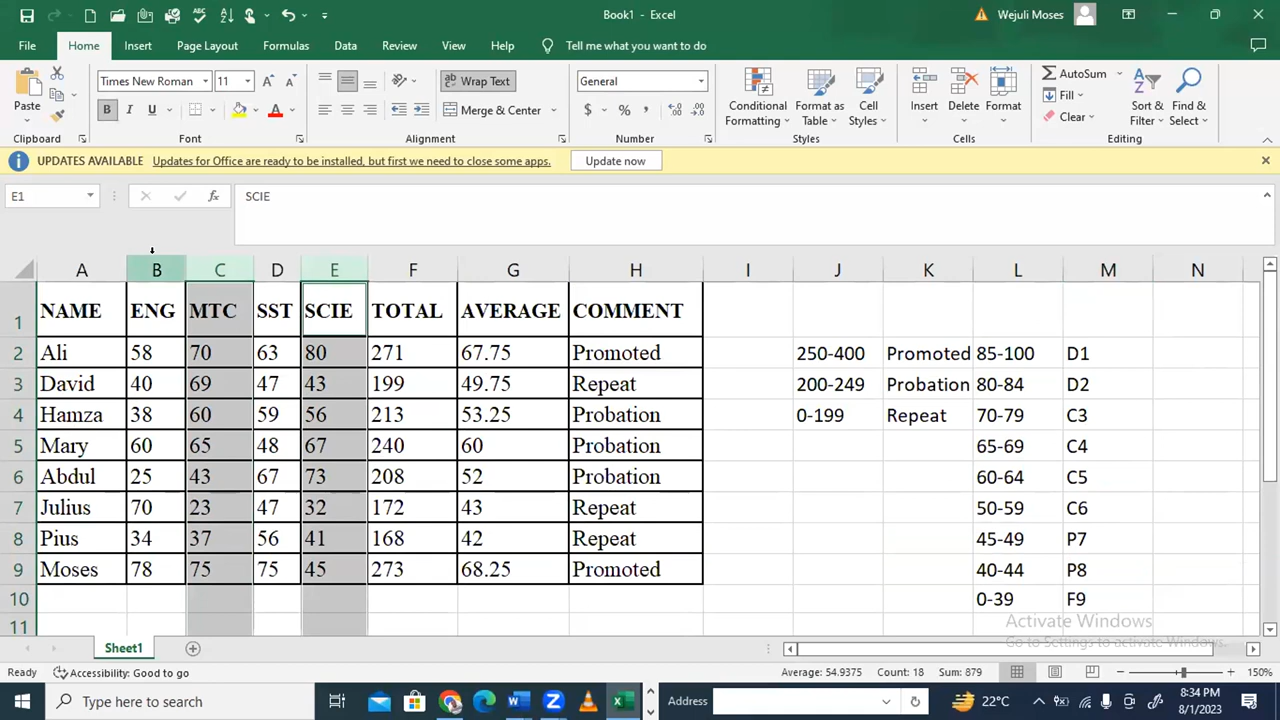 Book1 - Excel
Wejuli Moses
File Home Insert Draw Page Layout Formulas Data Review View Help Tell me what you want to do
Paste
Clipboard
Times New Roman 11
B I U
Font
Wrap Text
Merge & Center
Alignment
General
$ % ,
Number
Conditional Formatting
Format as Table
Cell Styles
Styles
Insert Delete Format
Cells
AutoSum
Fill
Clear
Sort & Filter
Find & Select
Editing
UPDATES AVAILABLE Updates for Office are ready to be installed, but first we need to close some apps. Update now
E1 fx SCIE
A B C D E F G H I J K L M N
1 NAME ENG MTC SST SCIE TOTAL AVERAGE COMMENT
2 Ali 58 70 63 80 271 67.75 Promoted 250-400 Promoted 85-100 D1
3 David 40 69 47 43 199 49.75 Repeat 200-249 Probation 80-84 D2
4 Hamza 38 60 59 56 213 53.25 Probation 0-199 Repeat 70-79 C3
5 Mary 60 65 48 67 240 60 Probation 65-69 C4
6 Abdul 25 43 67 73 208 52 Probation 60-64 C5
7 Julius 70 23 47 32 172 43 Repeat 50-59 C6
8 Pius 34 37 56 41 168 42 Repeat 45-49 P7
9 Moses 78 75 75 45 273 68.25 Promoted 40-44 P8
10 0-39 F9
11
Activate Windows
Go to Settings to activate Windows.
Sheet1
Ready Accessibility: Good to go Average: 54.9375 Count: 18 Sum: 879 150%
Type here to search Address 22°C 8:34 PM
8/1/2023